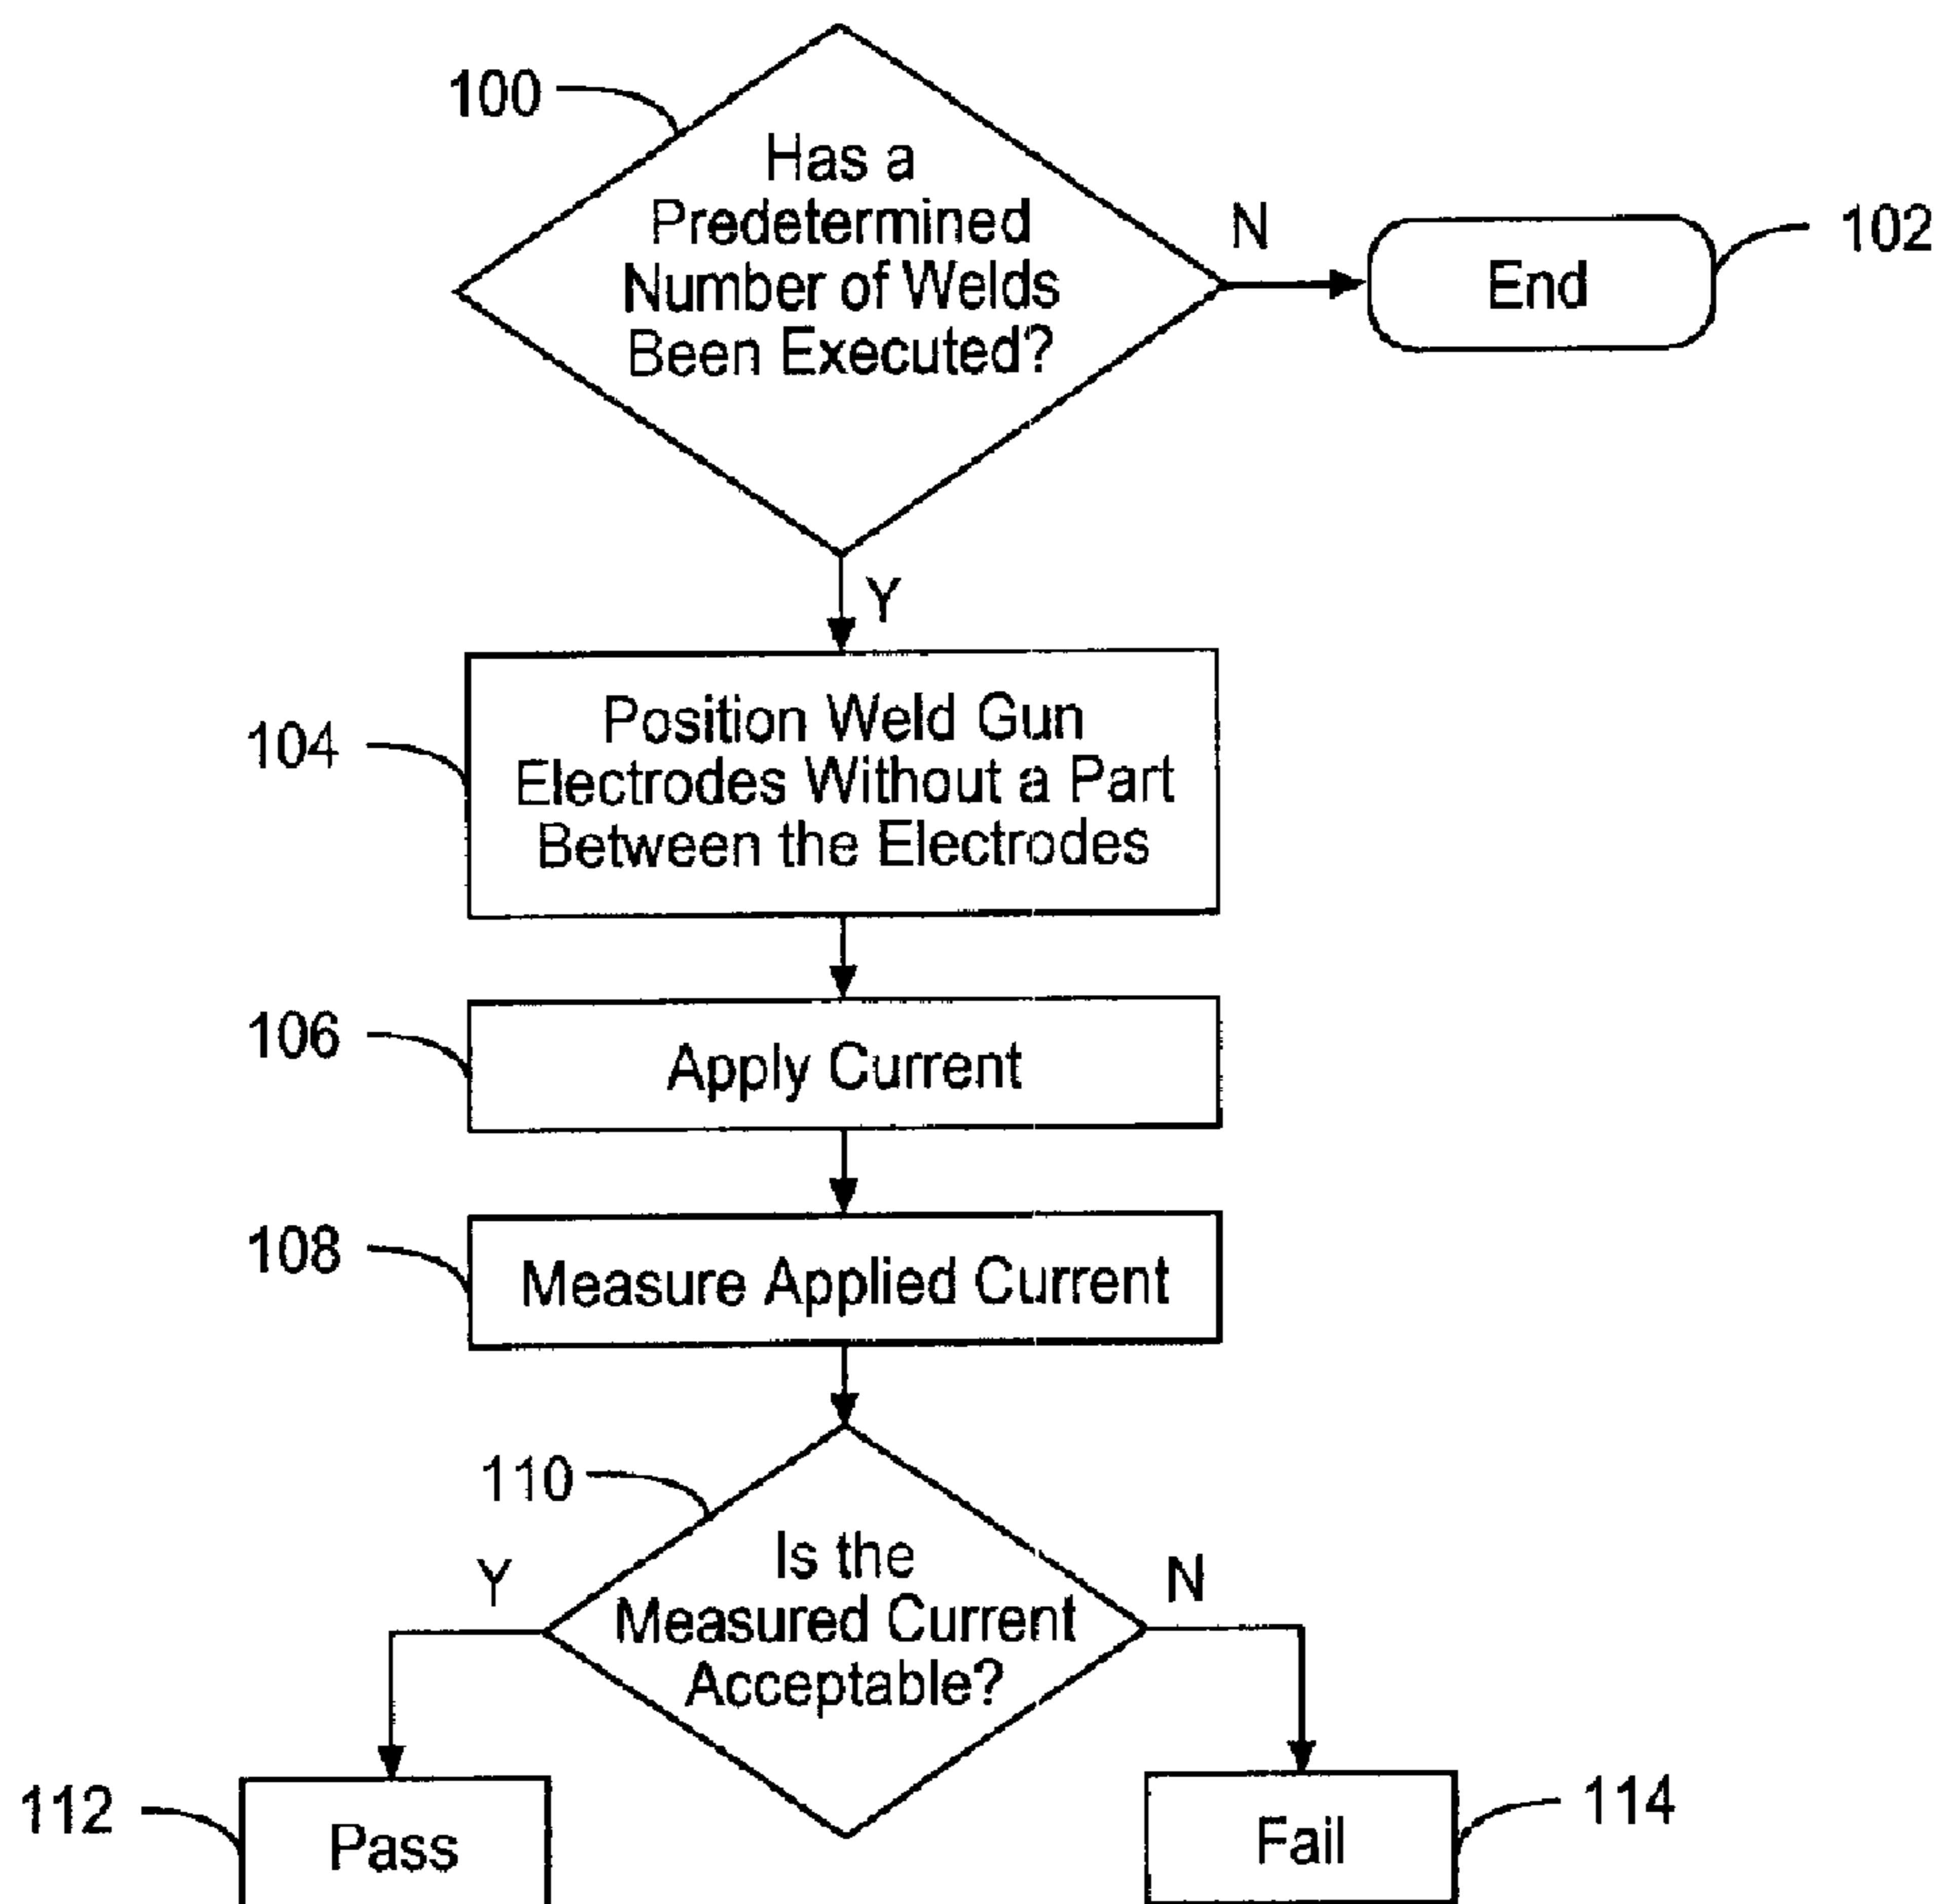 100
Has a
Predetermined
Number of Welds
Been Executed?
N
End
102
Y
104
Position Weld Gun
Electrodes Without a Part
Between the Electrodes
106
Apply Current
108
Measure Applied Current
110
Is the
Measured Current
Acceptable?
Y
N
112
Pass
Fail
114